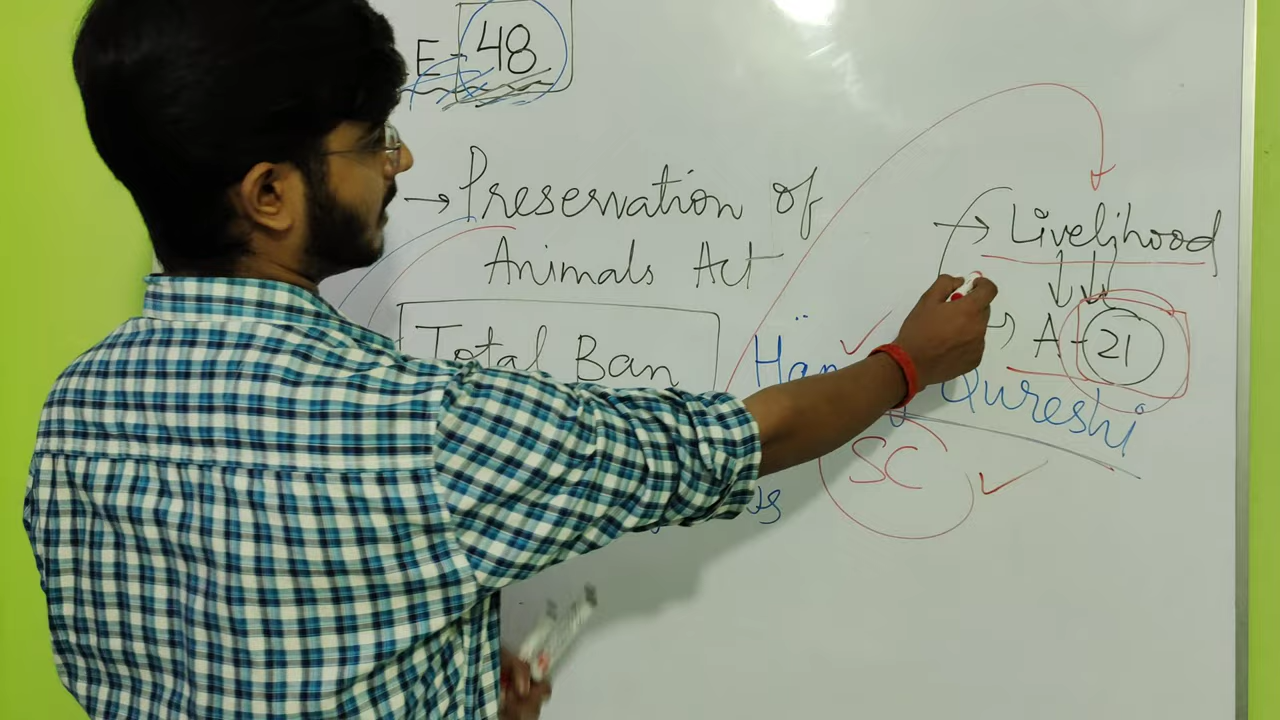 E-48
→ Preservation of
Animals Act
Total Ban
→ Livelihood
A-21
Qureshi
SC